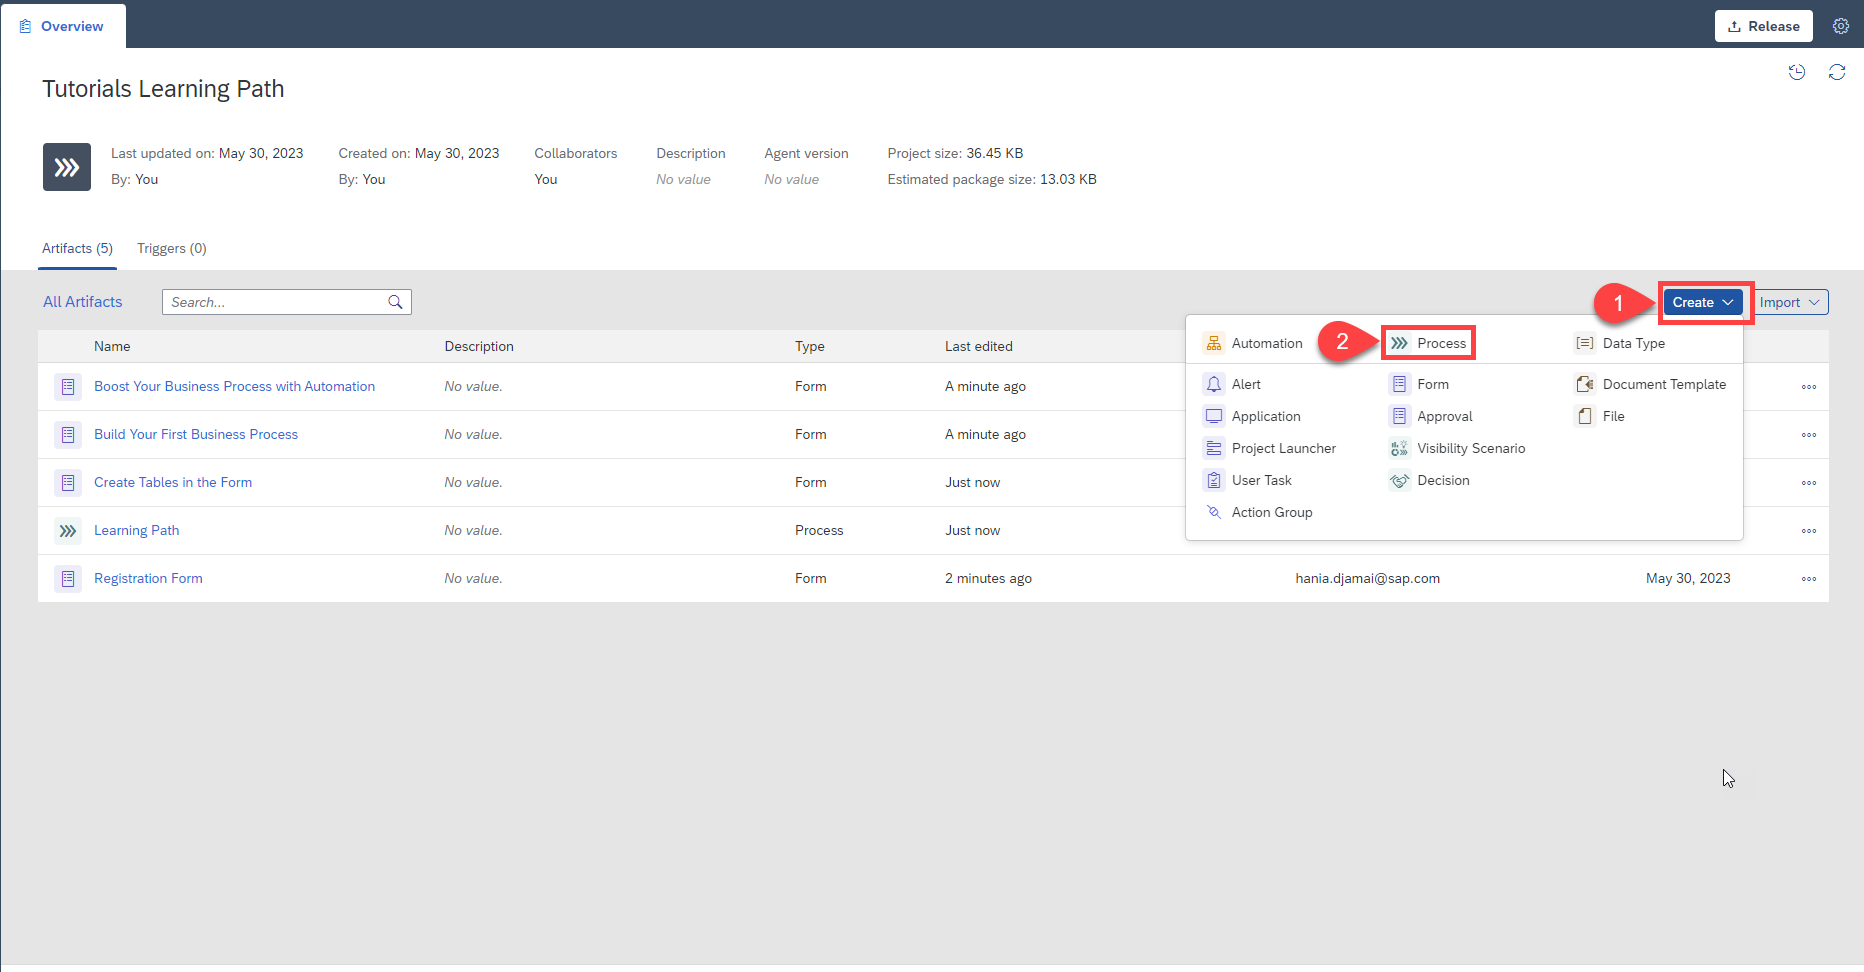 Overview
Release
Tutorials Learning Path
Last updated on: May 30, 2023
By: You
Created on: May 30, 2023
By: You
Collaborators
You
Description
No value
Agent version
No value
Project size: 36.45 KB
Estimated package size: 13.03 KB
Artifacts (5)
Triggers (0)
All Artifacts
Search...
1
Create
Import
Name Description Type Last edited
Boost Your Business Process with Automation No value. Form A minute ago
Build Your First Business Process No value. Form A minute ago
Create Tables in the Form No value. Form Just now
Learning Path No value. Process Just now
Registration Form No value. Form 2 minutes ago hania.djamai@sap.com May 30, 2023
Automation
2
Process
Data Type
Alert
Form
Document Template
Application
Approval
File
Project Launcher
Visibility Scenario
User Task
Decision
Action Group